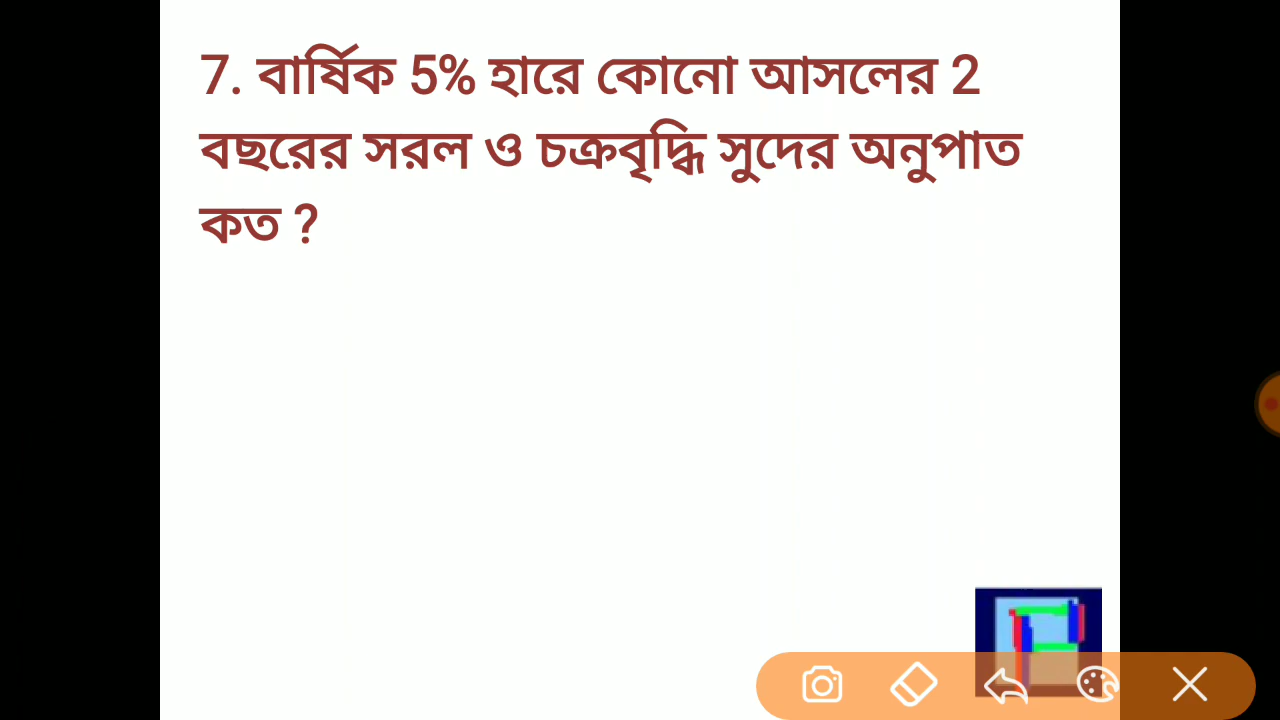 7. বার্ষিক 5% হারে কোনো আসলের 2
বছরের সরল ও চক্রবৃদ্ধি সুদের অনুপাত
কত ?